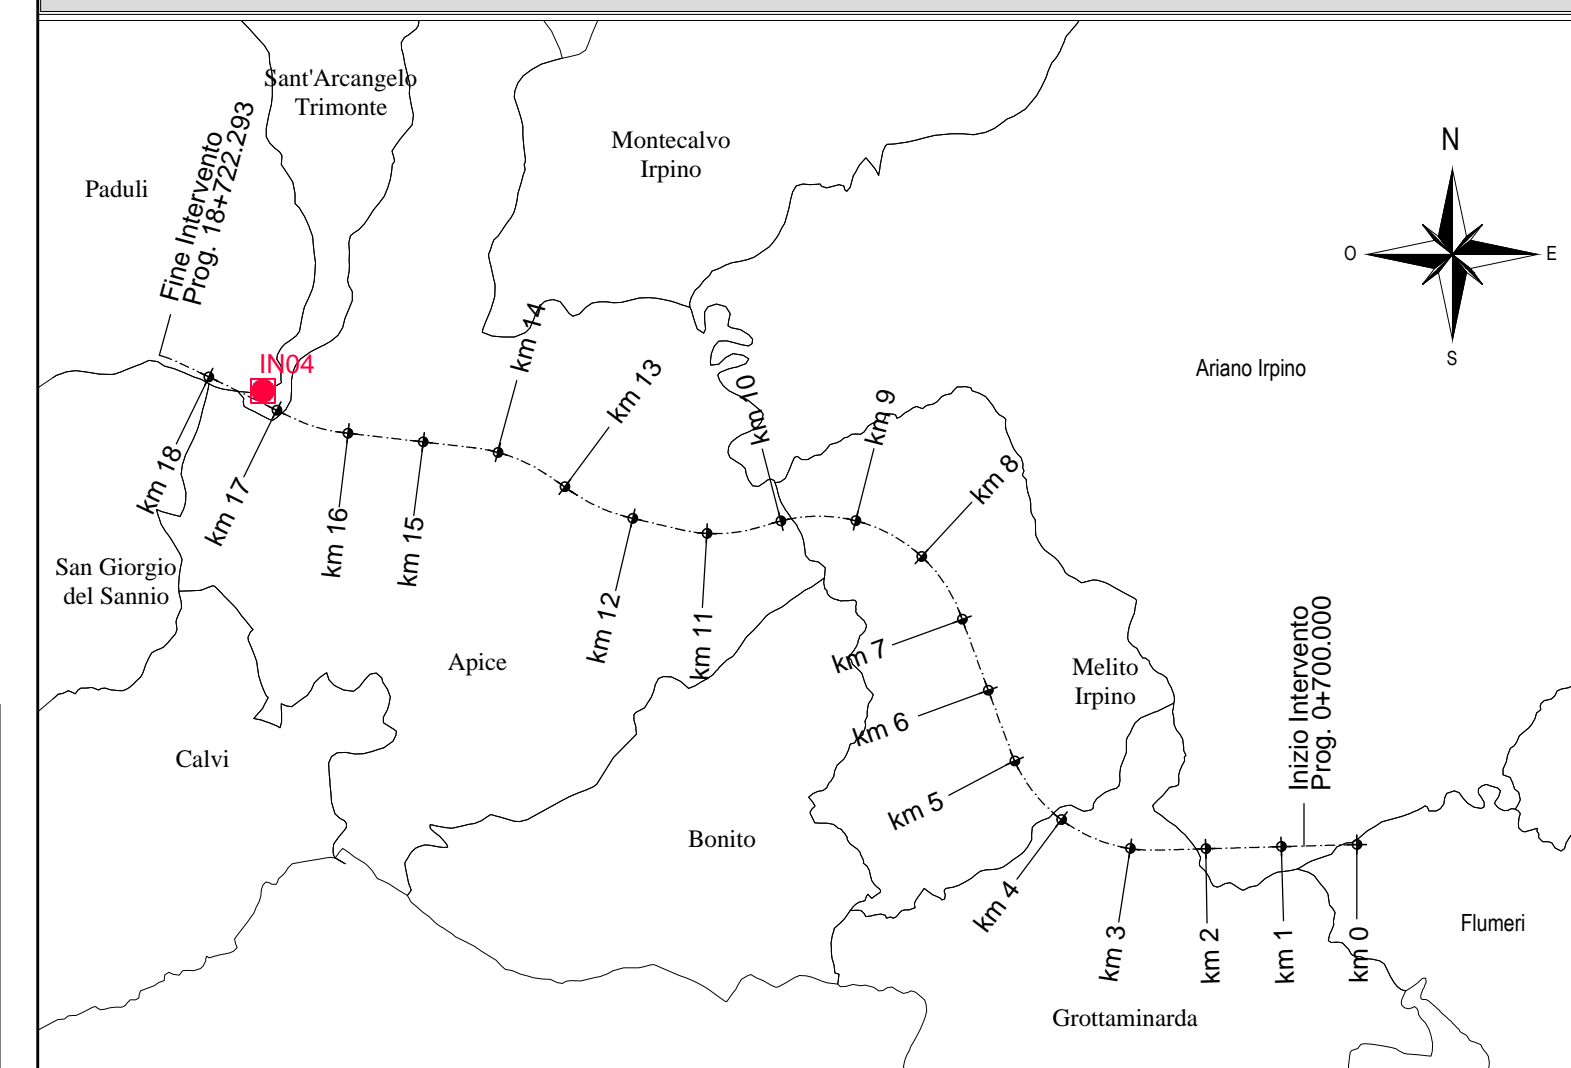 Sant'Arcangelo
Trimonte
Montecalvo
Irpino
Paduli
Fine Intervento
Prog. 18+722.293
N
O
E
S
IN04
km 14
km 13
km 10
km 9
km 8
Ariano Irpino
km 18
km 17
km 16
km 15
km 12
km 11
km 7
km 6
km 5
San Giorgio
del Sannio
Apice
Melito
Irpino
Inizio Intervento
Prog. 0+700.000
Calvi
Bonito
km 4
km 3
km 2
km 1
km 0
Flumeri
Grottaminarda